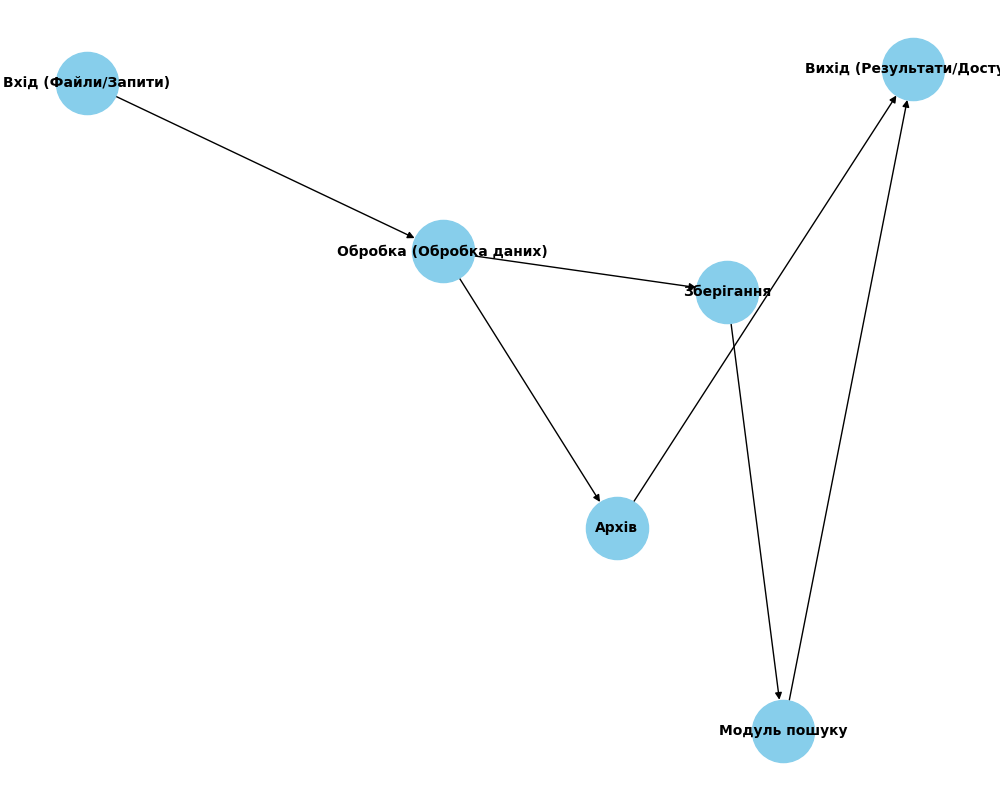 Вхід (Файли/Запити)
Вихід (Результати/Досту
Обробка (Обробка даних)
Зберігання
Архів
Модуль пошуку